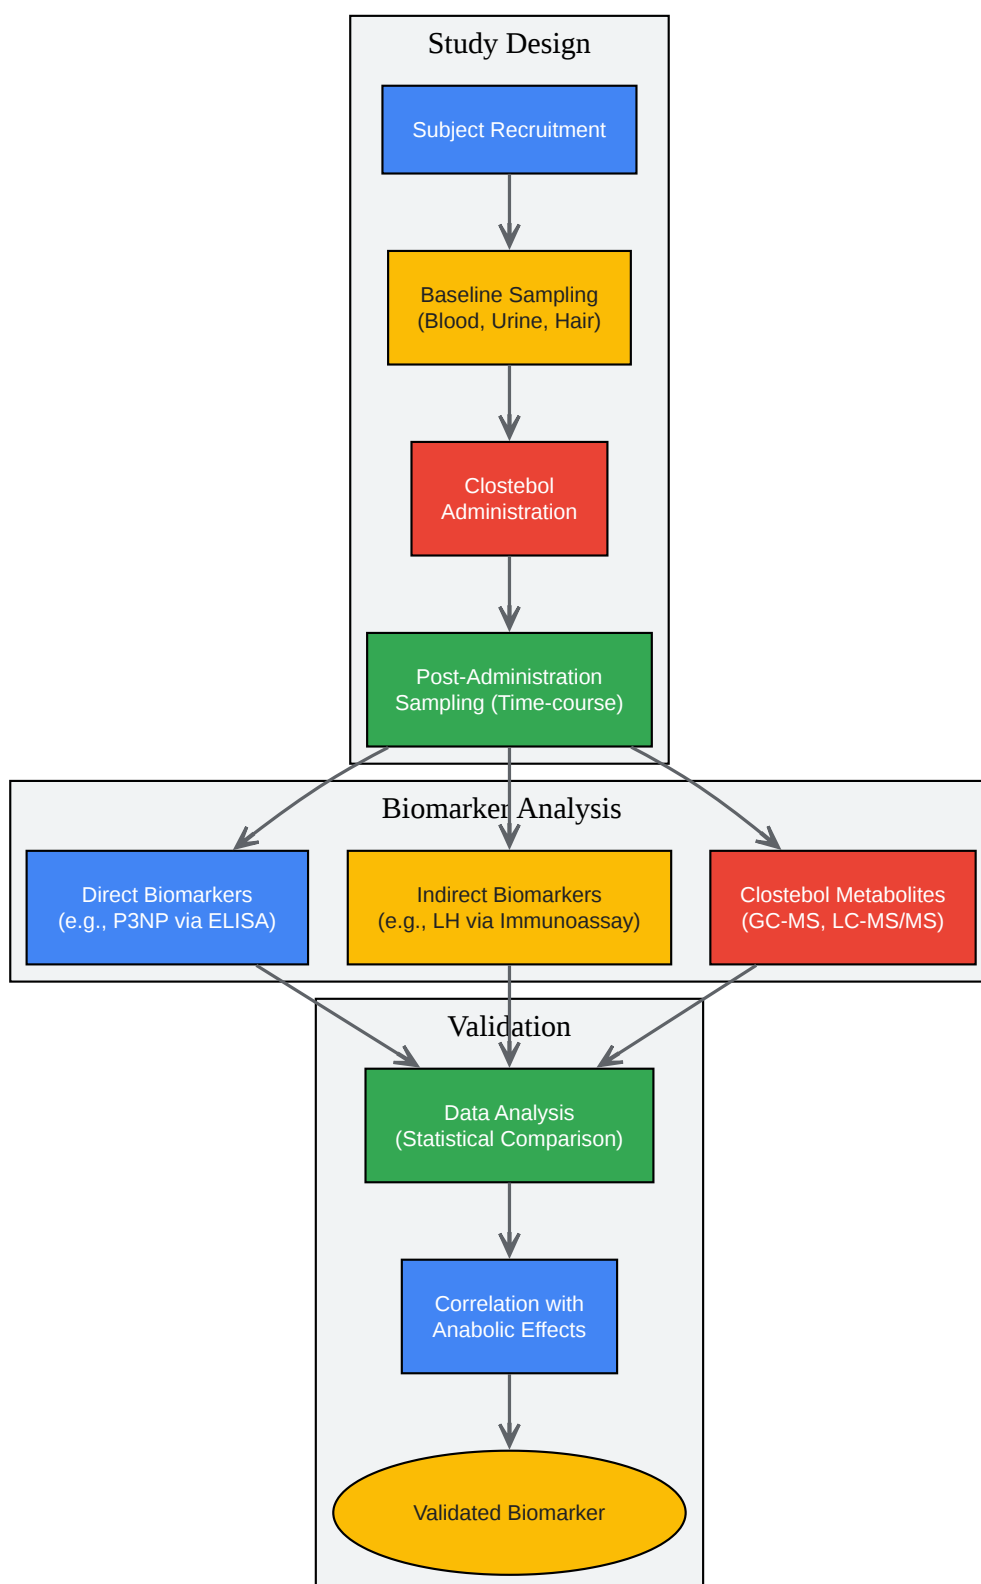 Study Design
Subject Recruitment
Baseline Sampling
(Blood, Urine, Hair)
Clostebol
Administration
Post-Administration
Sampling (Time-course)
Biomarker Analysis
Direct Biomarkers
(e.g., P3NP via ELISA)
Indirect Biomarkers
(e.g., LH via Immunoassay)
Clostebol Metabolites
(GC-MS, LC-MS/MS)
Validation
Data Analysis
(Statistical Comparison)
Correlation with
Anabolic Effects
Validated Biomarker